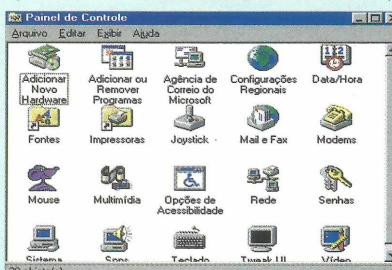 Painel de Controle
Arquivo Editar Exibir Ajuda
Adicionar Novo Hardware
Adicionar ou Remover Programas
Agência de Correio do Microsoft
Configurações Regionais
Data/Hora
Fontes
Impressoras
Joystick
Mail e Fax
Modems
Mouse
Multimídia
Opções de Acessibilidade
Rede
Senhas
Sistema
Sons
Teclado
Tweak UI
Vídeo